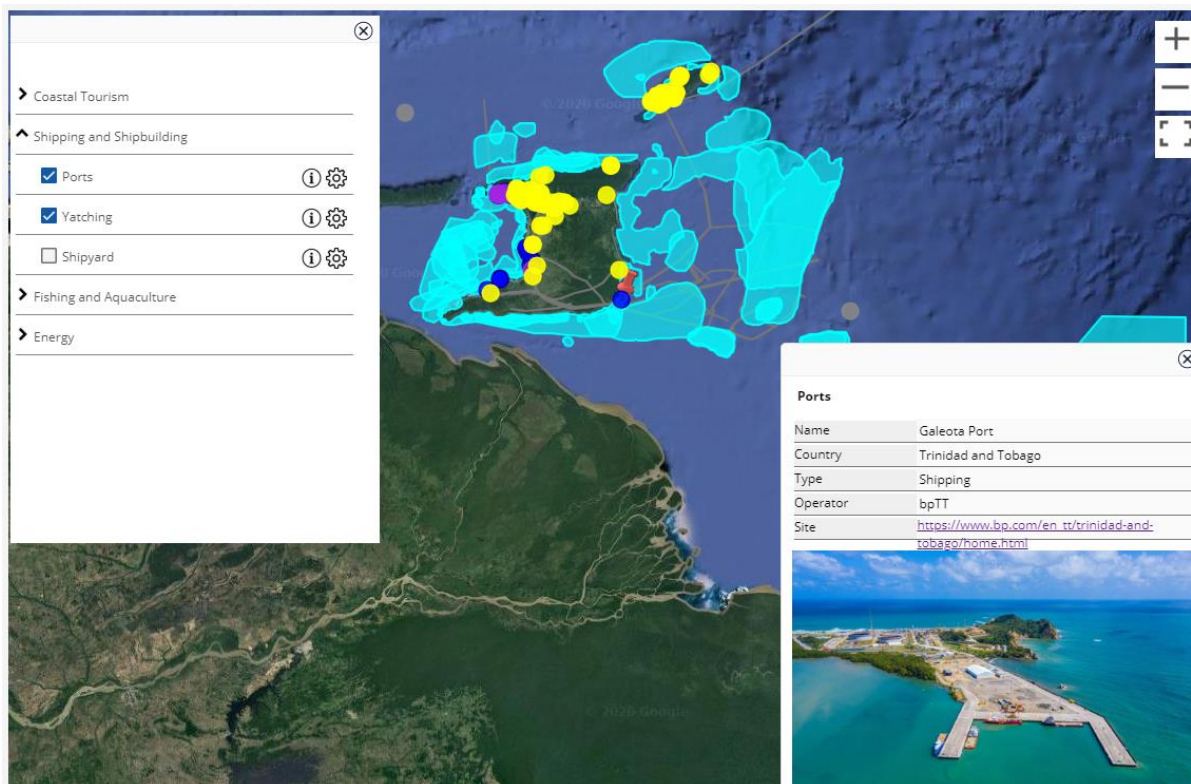 Coastal Tourism
Shipping and Shipbuilding
Ports
Yatching
Shipyard
Fishing and Aquaculture
Energy
© 2020 Google
© 2020 Google
Ports
Name Galeota Port
Country Trinidad and Tobago
Type Shipping
Operator bpTT
Site https://www.bp.com/en_tt/trinidad-and-
tobago/home.html